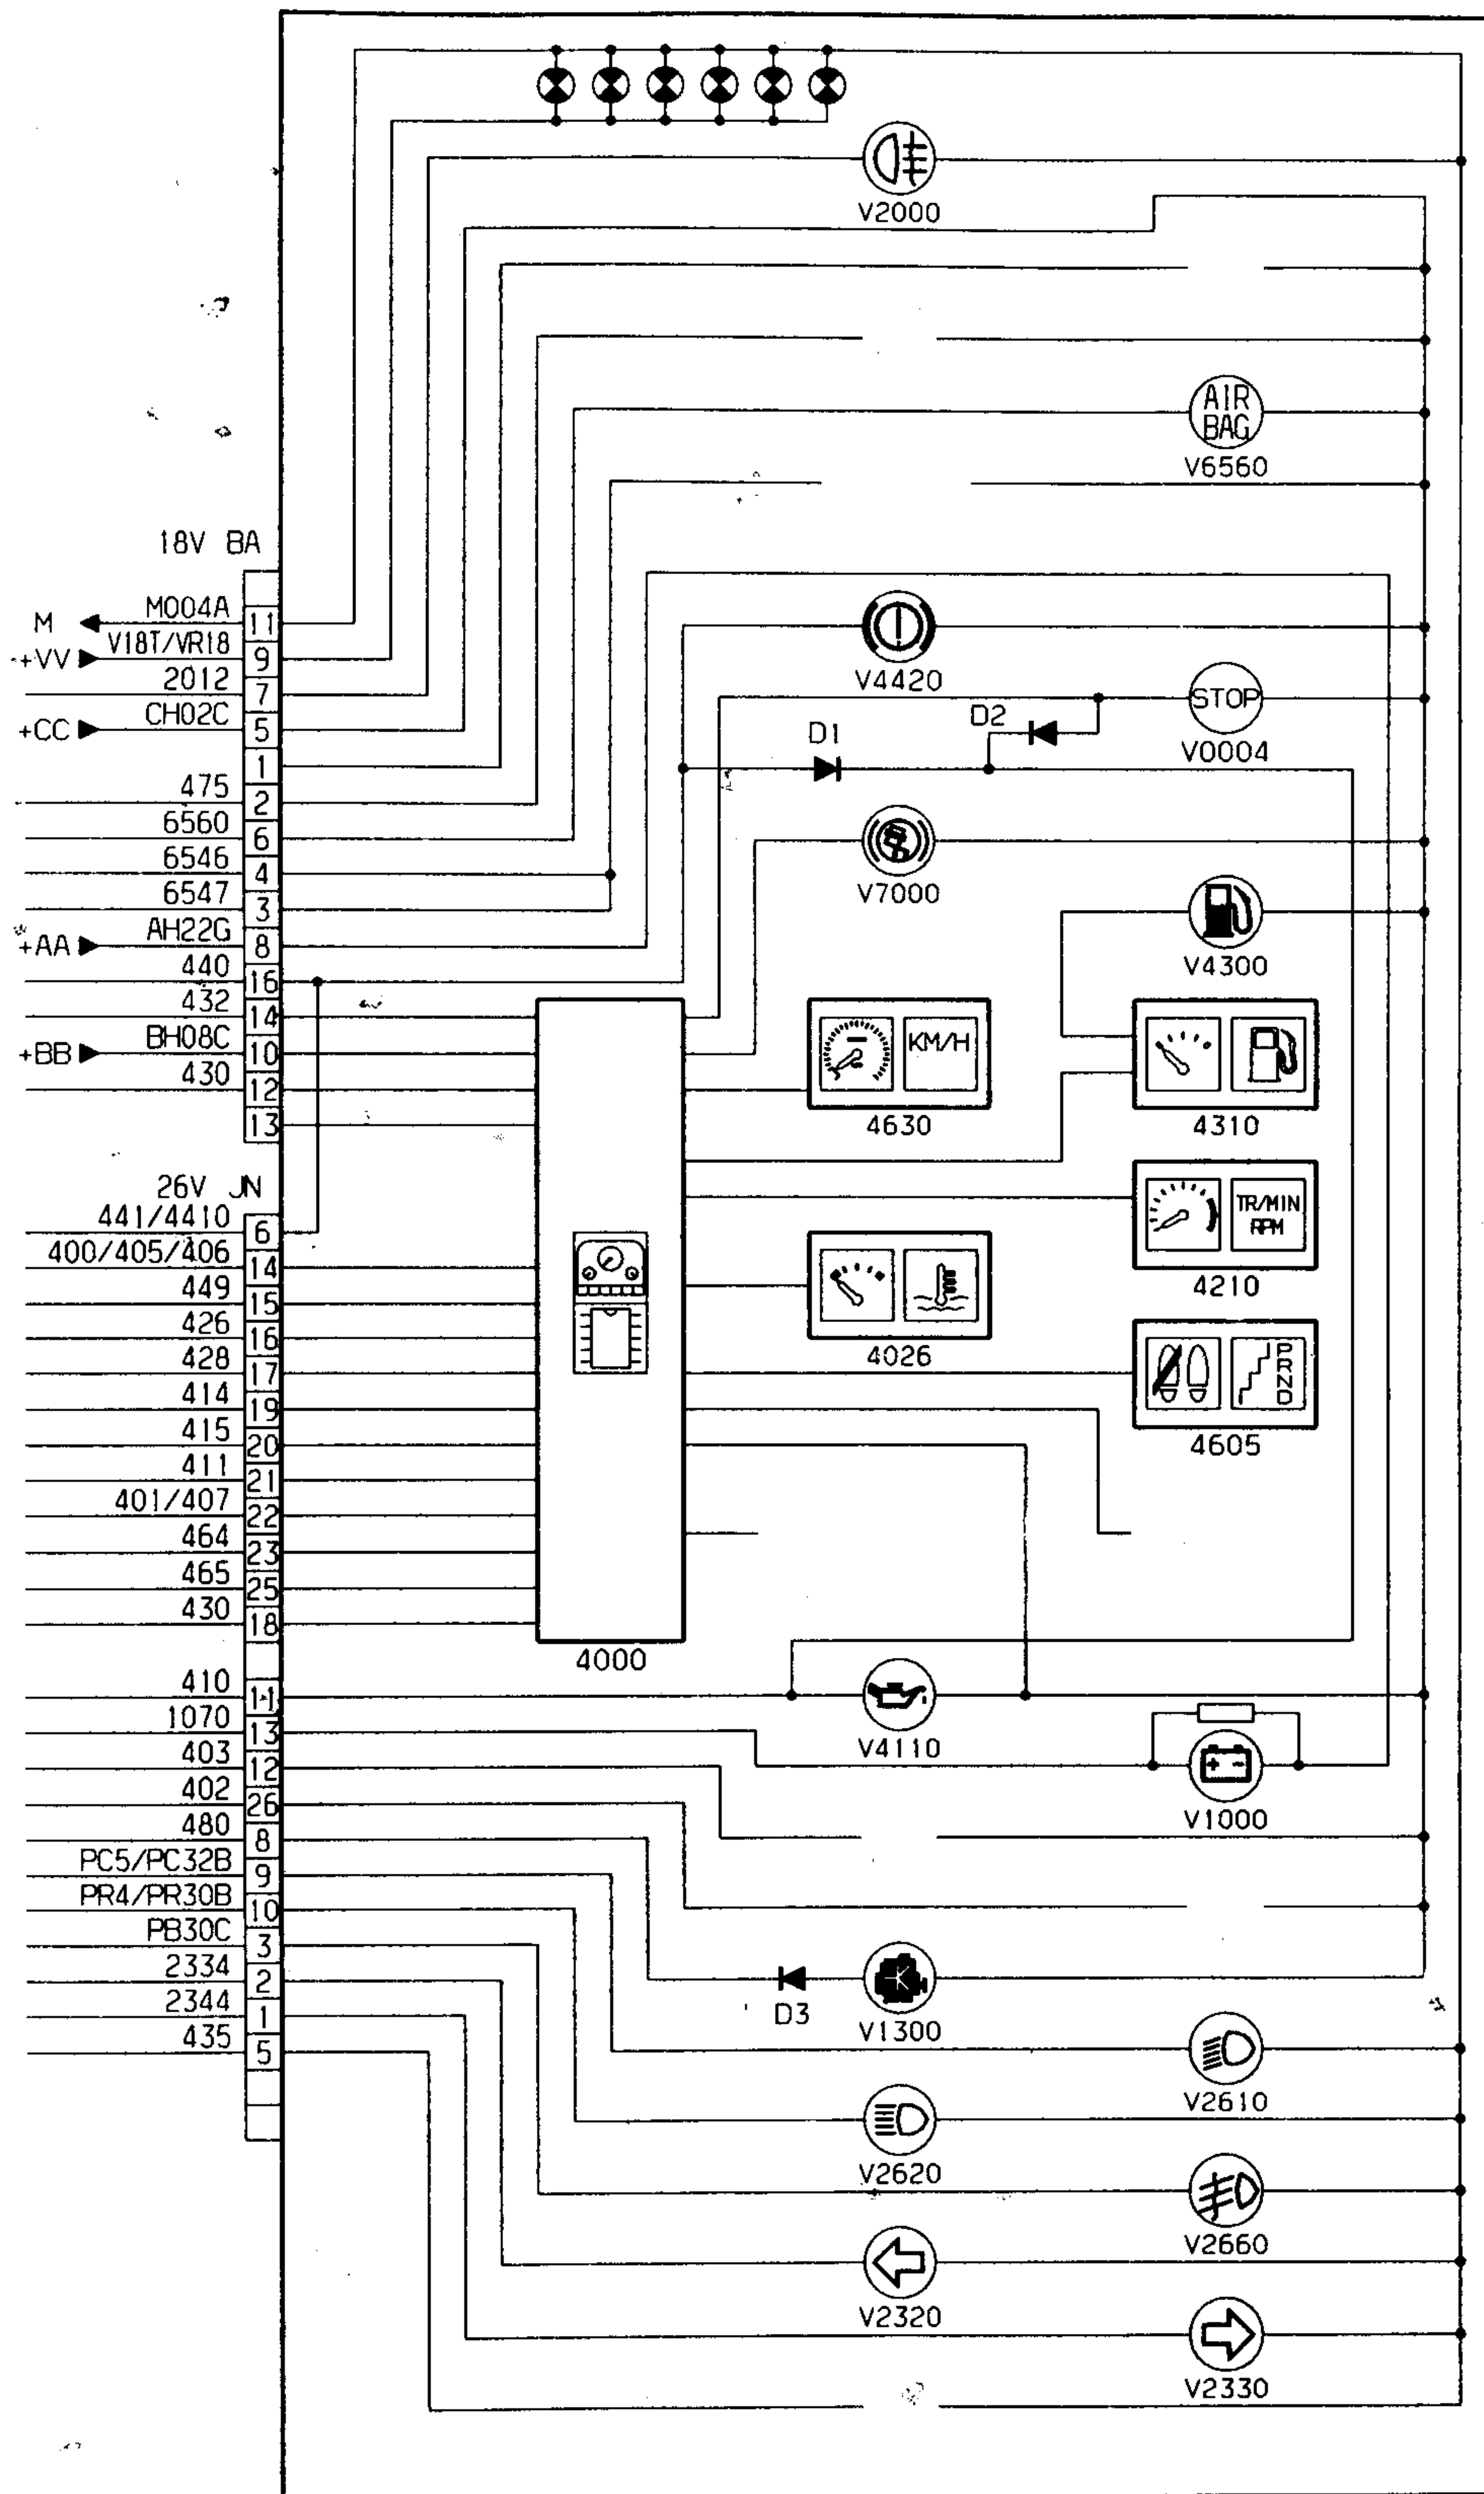 V2000
AIR
BAG
V6560
18V BA
M M004A 11
+VV V18T/VR18 9
2012 7
+CC CH02C 5
1
475 2
6560 6
6546 4
6547 3
+AA AH22G 8
440 16
432 14
+BB BH08C 10
430 12
13
V4420
STOP
V0004
D2
D1
V7000
V4300
KM/H
4630
4310
TR/MIN
RPM
4210
4026
P
R
N
D
4605
4000
26V JN
441/4410 6
400/405/406 14
449 15
426 16
428 17
414 19
415 20
411 21
401/407 22
464 23
465 25
430 18
410 11
1070 13
403 12
402 26
480 8
PC5/PC32B 9
PR4/PR30B 10
PB30C 3
2334 2
2344 1
435 5
V4110
+ -
V1000
D3
V1300
V2610
V2620
V2660
V2320
V2330